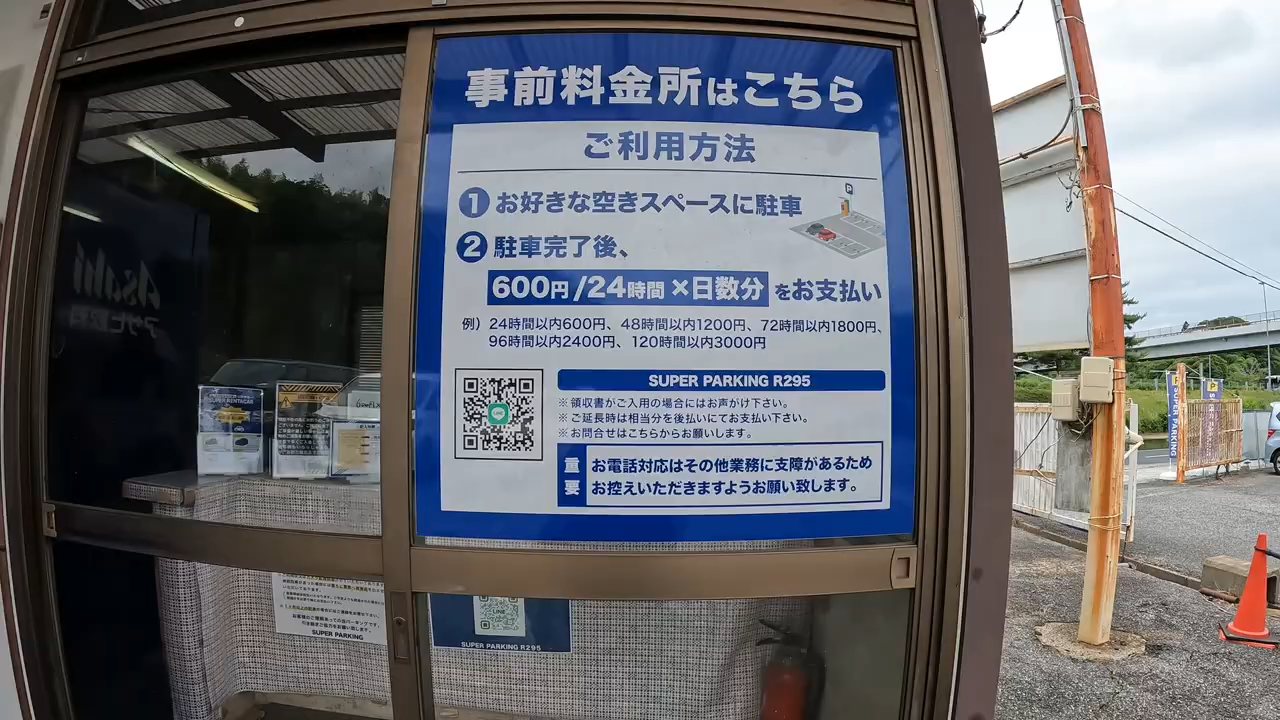 事前料金所はこちら
ご利用方法
1 お好きな空きスペースに駐車
2 駐車完了後、
600円/24時間×日数分 をお支払い
例）24時間以内600円、48時間以内1200円、72時間以内1800円、
96時間以内2400円、120時間以内3000円
SUPER PARKING R295
※領収書がご入用の場合にはお声がけ下さい。
※ご延長時は相当分を後払いにてお支払い下さい。
※お問合せはこちらからお願いします。
重要
お電話対応はその他業務に支障があるため
お控えいただきますようお願い致します。
Asahi
アサヒ飲料
SUPER RENTACAR
SUPER PARKING
LINE
SUPER PARKING R295
P
SUPER PARKING